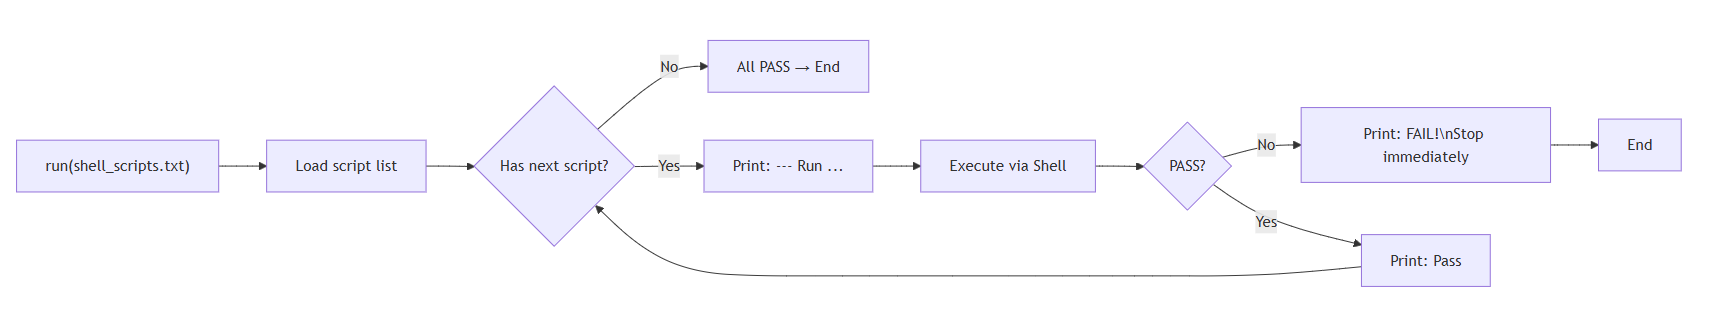 No
All PASS → End
run(shell_scripts.txt)
Load script list
Has next script?
Yes
Print: --- Run ...
Execute via Shell
PASS?
No
Print: FAIL!\nStop
immediately
End
Yes
Print: Pass